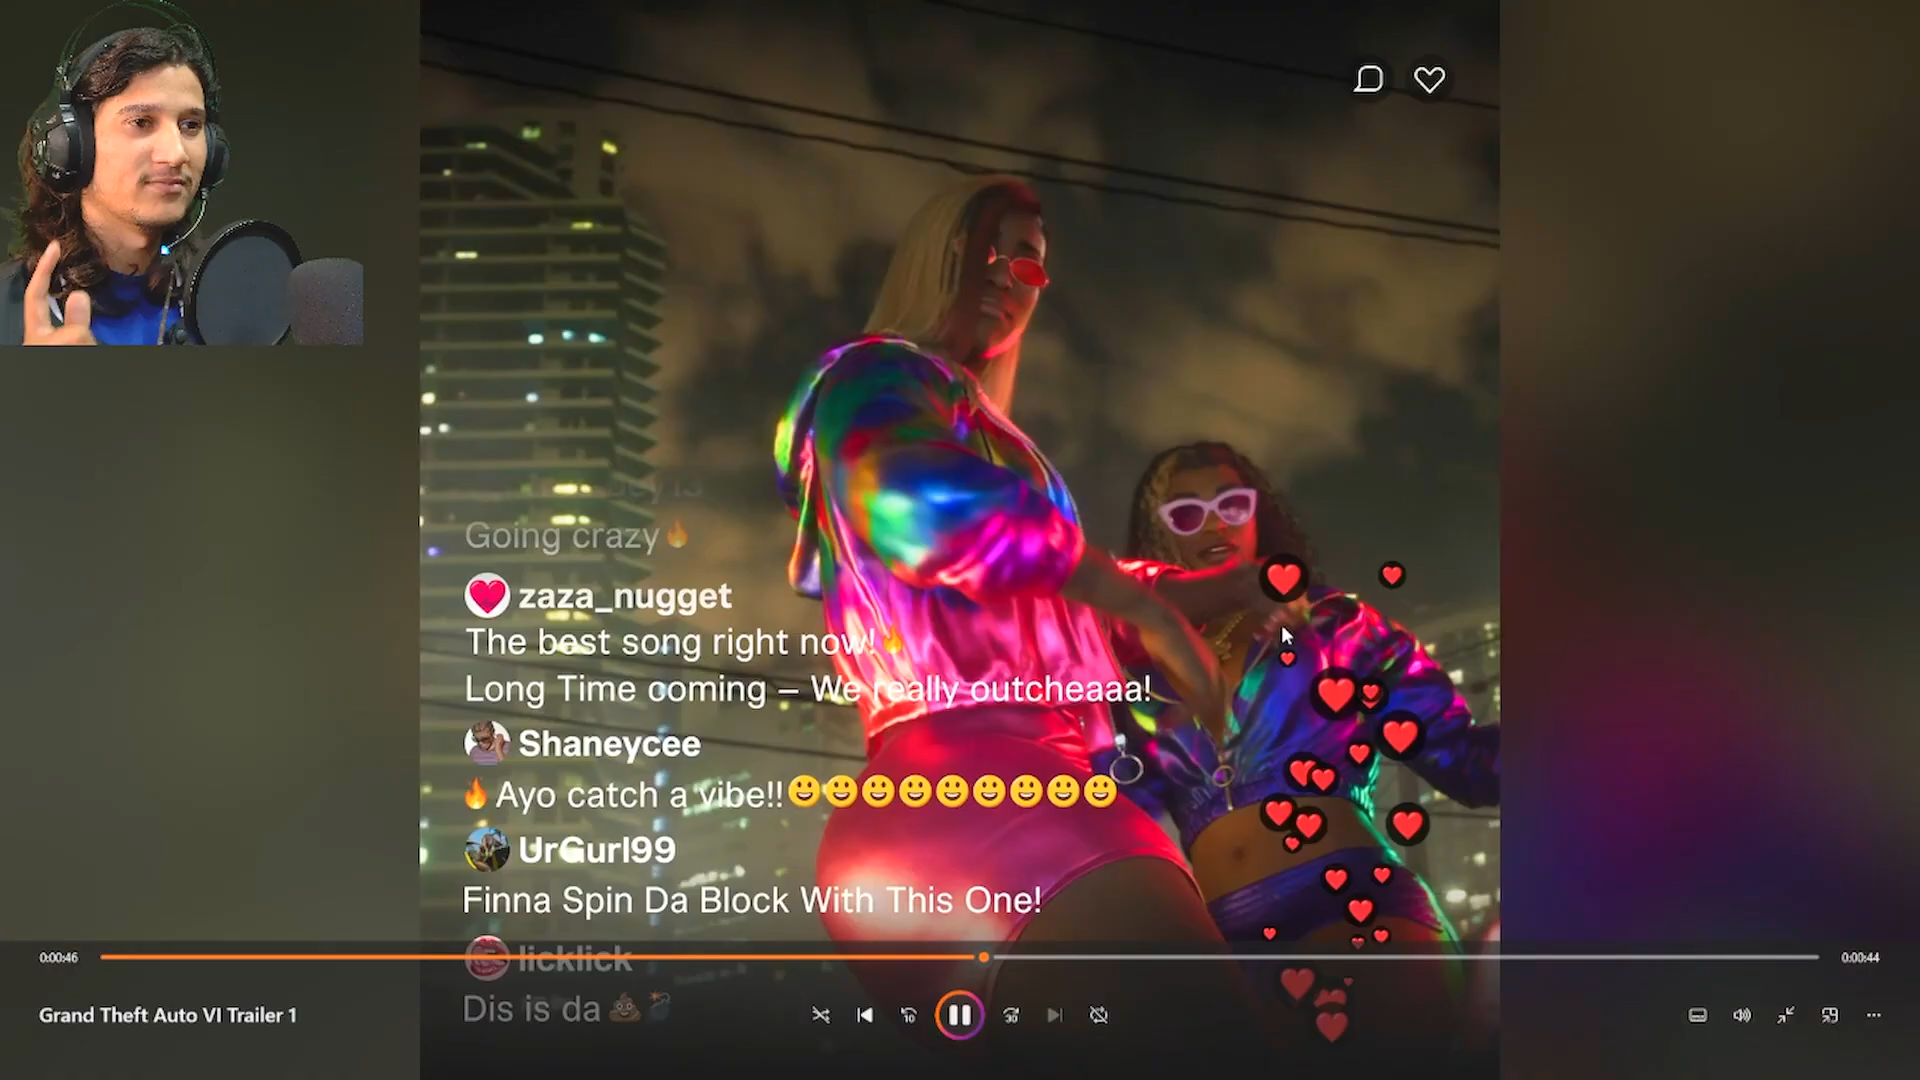 Going crazy🔥
zaza_nugget
The best song right now!🔥
Long Time coming – We really outcheaaa!
Shaneycee
🔥Ayo catch a vibe!!😀😀😀😀😀😀😀😀😀
UrGurl99
Finna Spin Da Block With This One!
licklick
Dis is da 💩💣
0:00:46
0:00:44
Grand Theft Auto VI Trailer 1
10
30